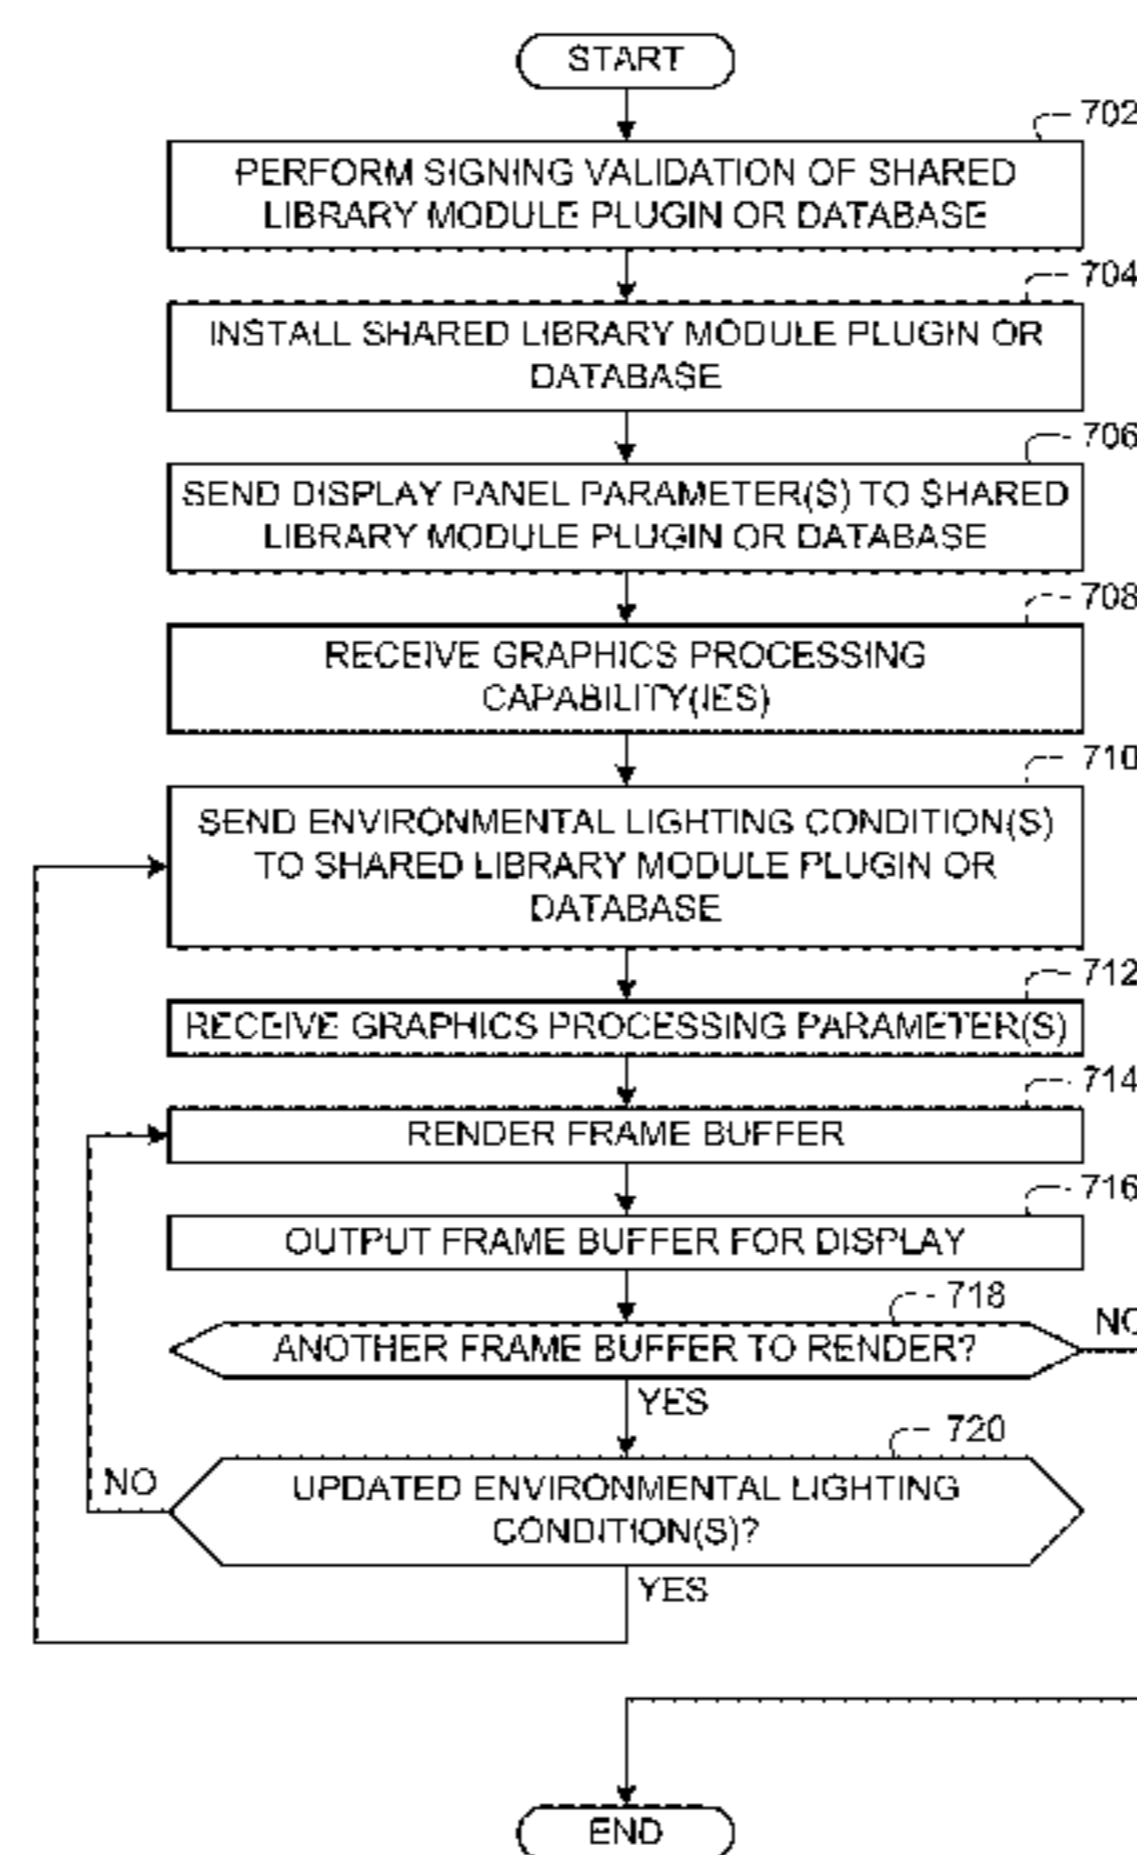 START
702
PERFORM SIGNING VALIDATION OF SHARED
LIBRARY MODULE PLUGIN OR DATABASE
704
INSTALL SHARED LIBRARY MODULE PLUGIN OR
DATABASE
706
SEND DISPLAY PANEL PARAMETER(S) TO SHARED
LIBRARY MODULE PLUGIN OR DATABASE
708
RECEIVE GRAPHICS PROCESSING
CAPABILITY(IES)
710
SEND ENVIRONMENTAL LIGHTING CONDITION(S)
TO SHARED LIBRARY MODULE PLUGIN OR
DATABASE
712
RECEIVE GRAPHICS PROCESSING PARAMETER(S)
714
RENDER FRAME BUFFER
716
OUTPUT FRAME BUFFER FOR DISPLAY
718
ANOTHER FRAME BUFFER TO RENDER?
NO
YES
720
UPDATED ENVIRONMENTAL LIGHTING
CONDITION(S)?
NO
YES
END